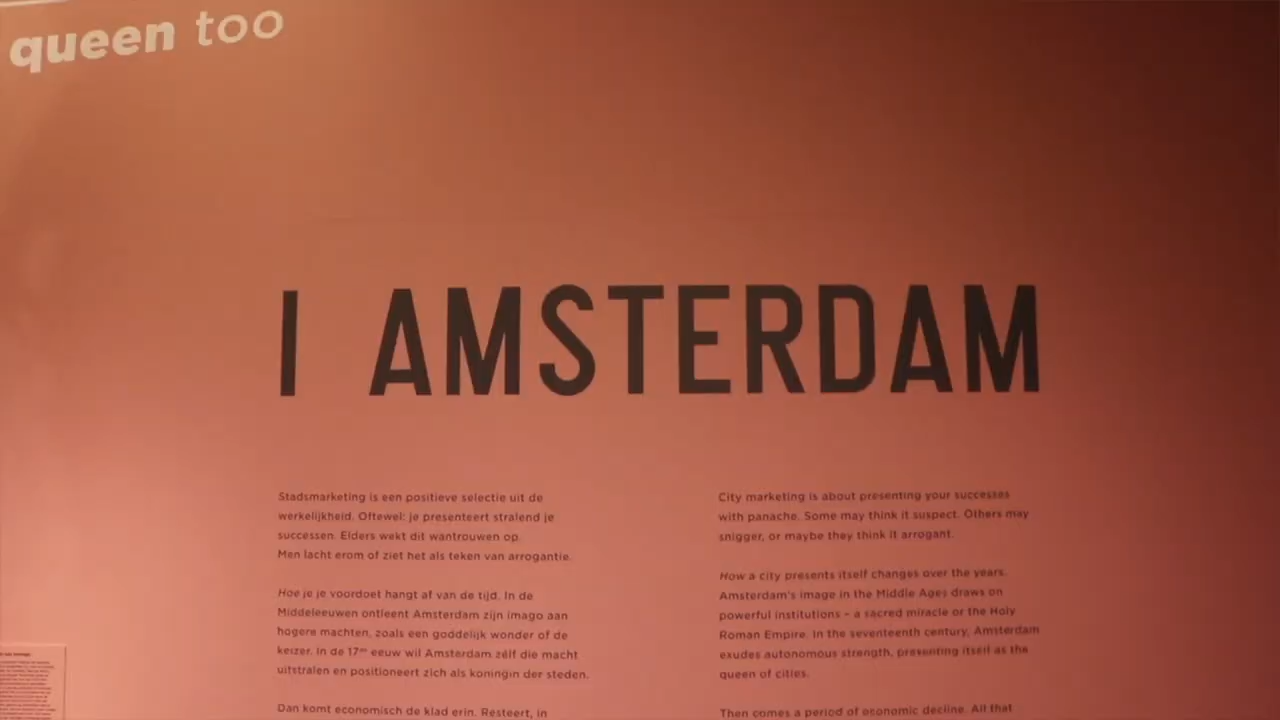 queen too
I AMSTERDAM
Stadsmarketing is een positieve selectie uit de
werkelijkheid. Oftewel: je presenteert stralend je
successen. Elders wekt dit wantrouwen op.
Men lacht erom of ziet het als teken van arrogantie.
Hoe je je voordoet hangt af van de tijd. In de
Middeleeuwen ontleent Amsterdam zijn imago aan
hogere machten, zoals een goddelijk wonder of de
keizer. In de 17de eeuw wil Amsterdam zélf die macht
uitstralen en positioneert zich als koningin der steden.
Dan komt economisch de klad erin. Resteert, in
City marketing is about presenting your successes
with panache. Some may think it suspect. Others may
snigger, or maybe they think it arrogant.
How a city presents itself changes over the years.
Amsterdam's image in the Middle Ages draws on
powerful institutions – a sacred miracle or the Holy
Roman Empire. In the seventeenth century, Amsterdam
exudes autonomous strength, presenting itself as the
queen of cities.
Then comes a period of economic decline. All that